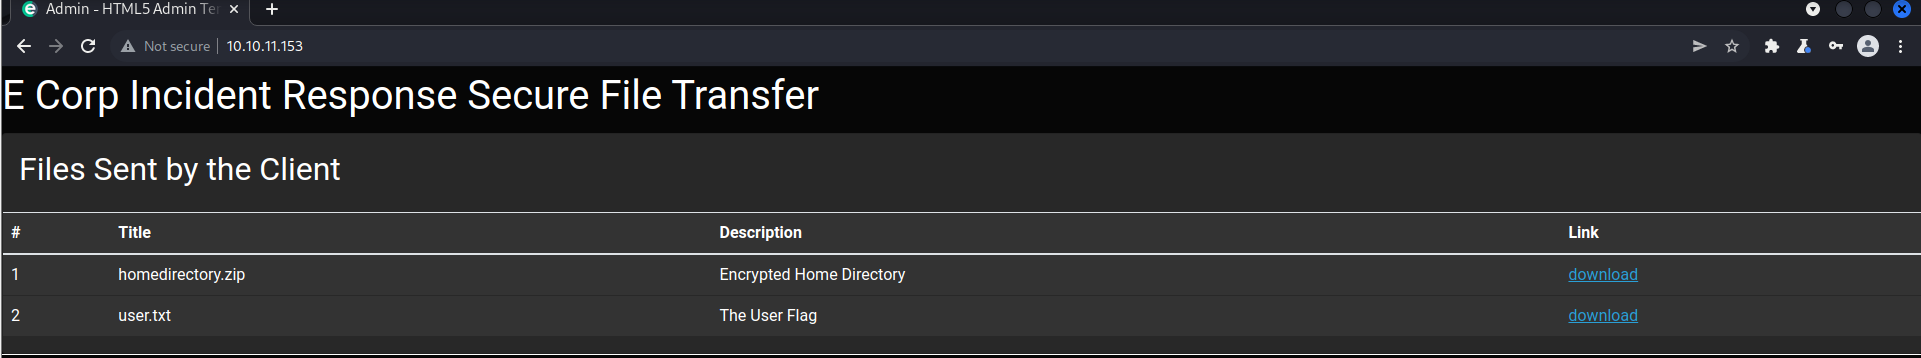 Admin - HTML5 Admin Te
Not secure 10.10.11.153
E Corp Incident Response Secure File Transfer
Files Sent by the Client
# Title Description Link
1 homedirectory.zip Encrypted Home Directory download
2 user.txt The User Flag download